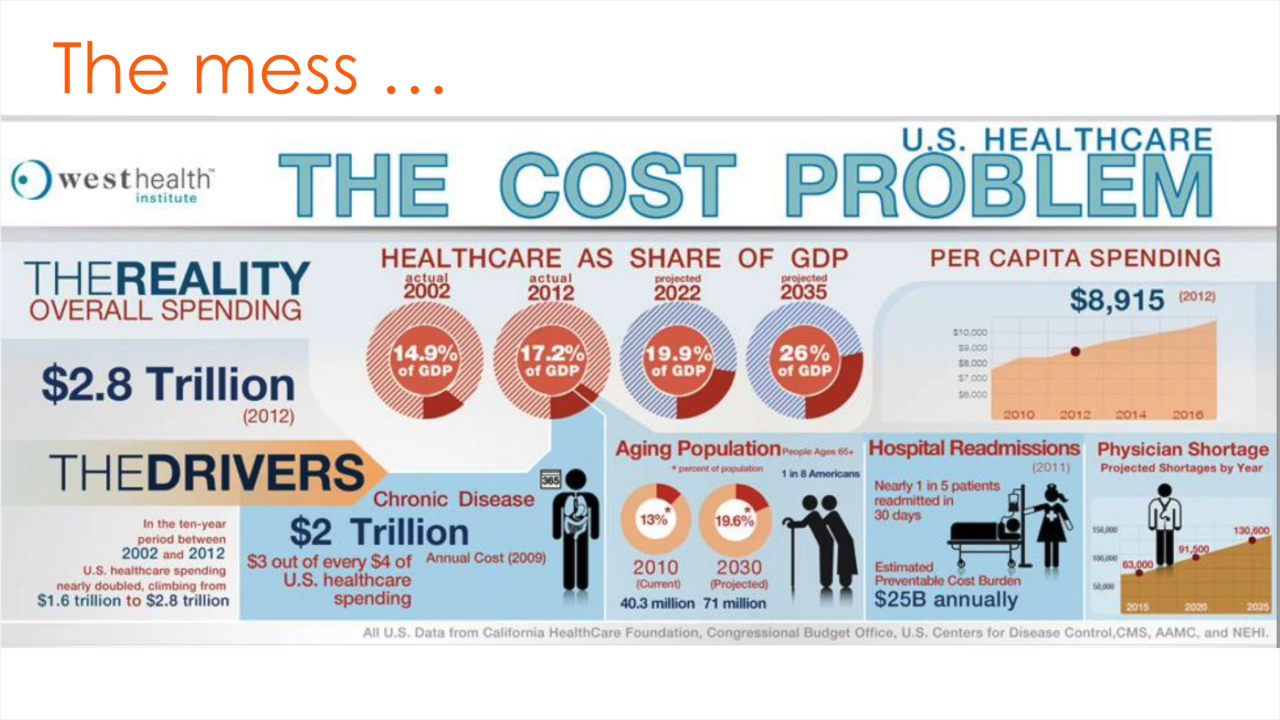 The mess ...
westhealth™
institute
U.S. HEALTHCARE
THE COST PROBLEM
THEREALITY
OVERALL SPENDING
$2.8 Trillion
(2012)
HEALTHCARE AS SHARE OF GDP
actual
2002
14.9%
of GDP
actual
2012
17.2%
of GDP
projected
2022
19.9%
of GDP
projected
2035
26%
of GDP
PER CAPITA SPENDING
$8,915 (2012)
$10,000
$9,000
$8,000
$7,000
$6,000
2010 2012 2014 2016
THEDRIVERS
In the ten-year
period between
2002 and 2012
U.S. healthcare spending
nearly doubled, climbing from
$1.6 trillion to $2.8 trillion
365
Chronic Disease
$2 Trillion
Annual Cost (2009)
$3 out of every $4 of
U.S. healthcare
spending
Aging Population People Ages 65+
* percent of population
1 in 8 Americans
13%*
19.6%*
2010
(Current)
40.3 million
2030
(Projected)
71 million
Hospital Readmissions
(2011)
Nearly 1 in 5 patients
readmitted in
30 days
Estimated
Preventable Cost Burden
$25B annually
Physician Shortage
Projected Shortages by Year
150,000
100,000
50,000
63,000
91,500
130,600
2015 2020 2025
All U.S. Data from California HealthCare Foundation, Congressional Budget Office, U.S. Centers for Disease Control,CMS, AAMC, and NEHI.